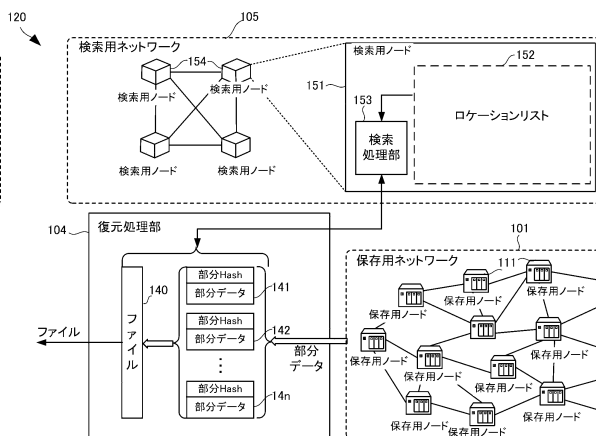 120
105
検索用ネットワーク
154
検索用ノード
検索用ノード
検索用ノード
検索用ノード
検索用ノード
151
152
153
検索
処理部
ロケーションリスト
104
復元処理部
140
ファイル
ファイル
部分Hash
部分データ
141
部分Hash
部分データ
142
部分Hash
部分データ
14n
部分
データ
101
保存用ネットワーク
111
保存用ノード
保存用ノード
保存用ノード
保存用ノード
保存用ノード
保存用ノード
保存用ノード
保存用ノード
保存用ノード
保存用ノード